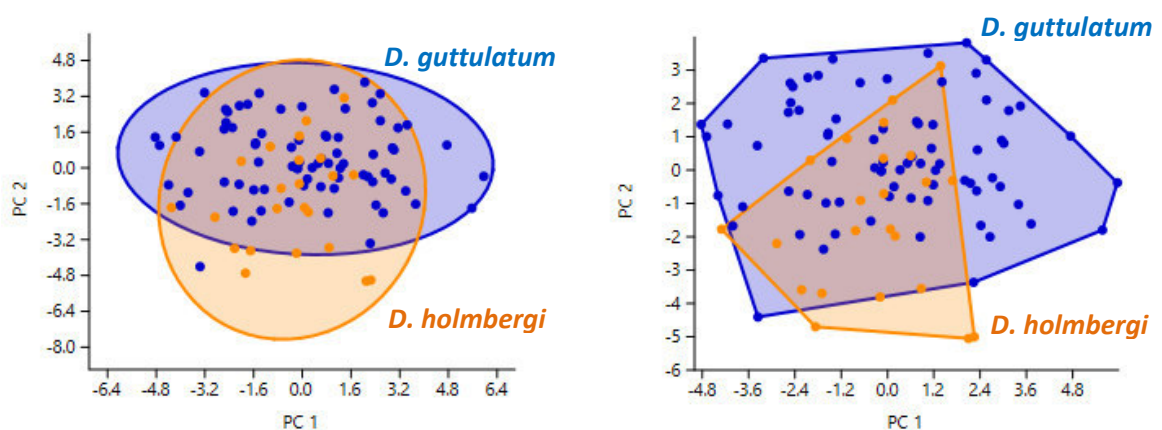 D. guttulatum
4.8
3.2
1.6
0.0
-1.6
-3.2
-4.8
-6.4
-8.0
PC 2
D. holmbergi
-6.4 -4.8 -3.2 -1.6 0.0 1.6 3.2 4.8 6.4
PC 1
D. guttulatum
3
2
1
0
-1
-2
-3
-4
-5
-6
PC 2
D. holmbergi
-4.8 -3.6 -2.4 -1.2 0.0 1.2 2.4 3.6 4.8
PC 1